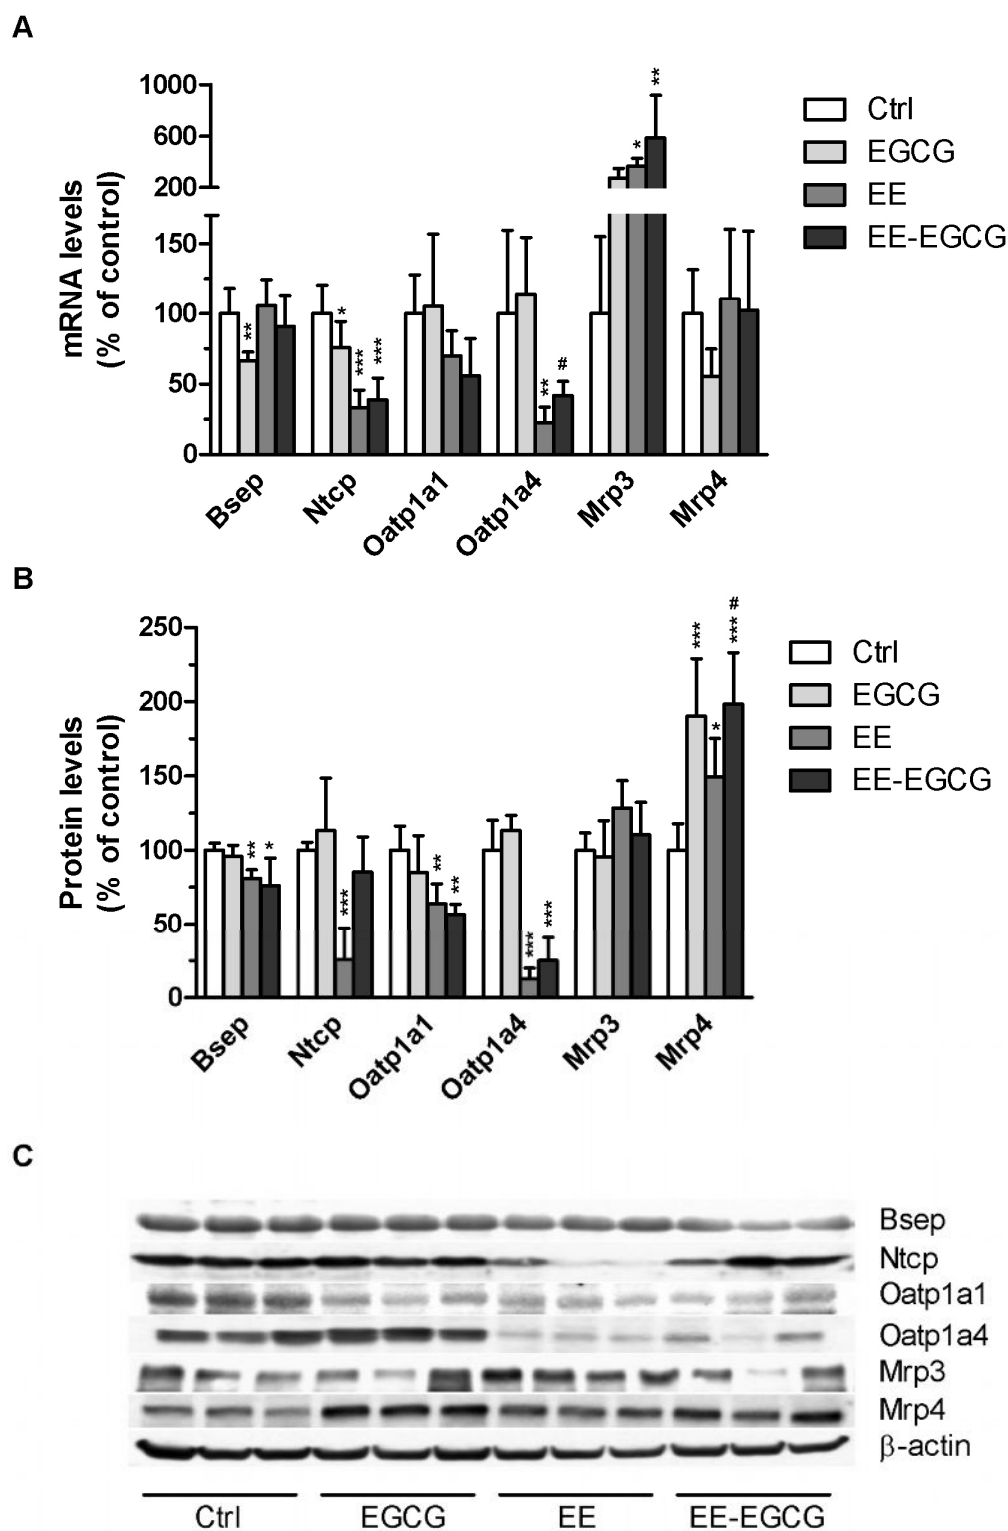 A
mRNA levels
(% of control)
1000
600
200
150
100
50
0
**
*
***
***
**
#
*
**
Bsep
Ntcp
Oatp1a1
Oatp1a4
Mrp3
Mrp4
Ctrl
EGCG
EE
EE-EGCG
B
Protein levels
(% of control)
250
200
150
100
50
0
**
*
***
**
**
***
***
***
*
*** #
Bsep
Ntcp
Oatp1a1
Oatp1a4
Mrp3
Mrp4
Ctrl
EGCG
EE
EE-EGCG
C
Bsep
Ntcp
Oatp1a1
Oatp1a4
Mrp3
Mrp4
β-actin
Ctrl EGCG EE EE-EGCG